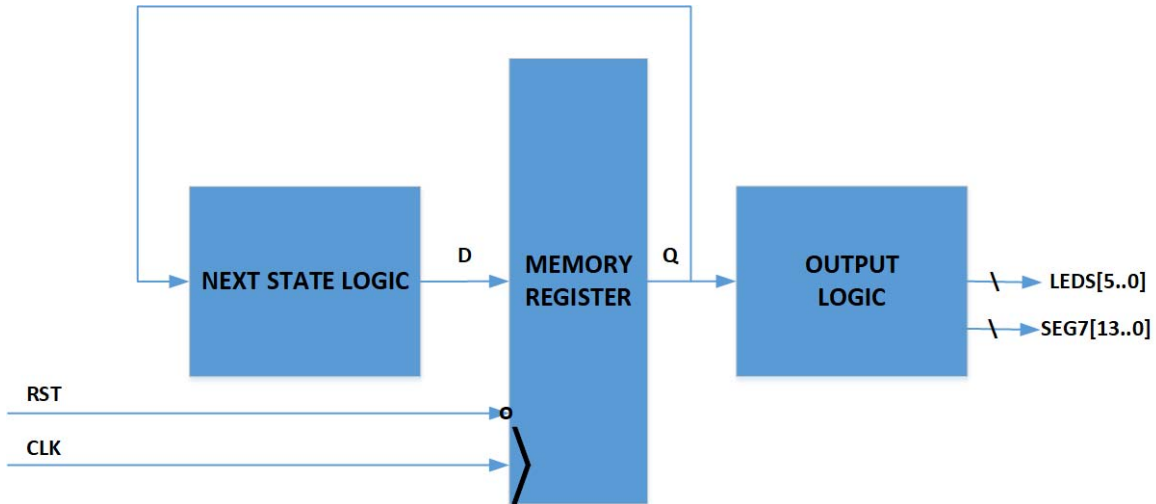 NEXT STATE LOGIC
D
MEMORY
REGISTER
Q
OUTPUT
LOGIC
LEDS[5..0]
SEG7[13..0]
RST
CLK